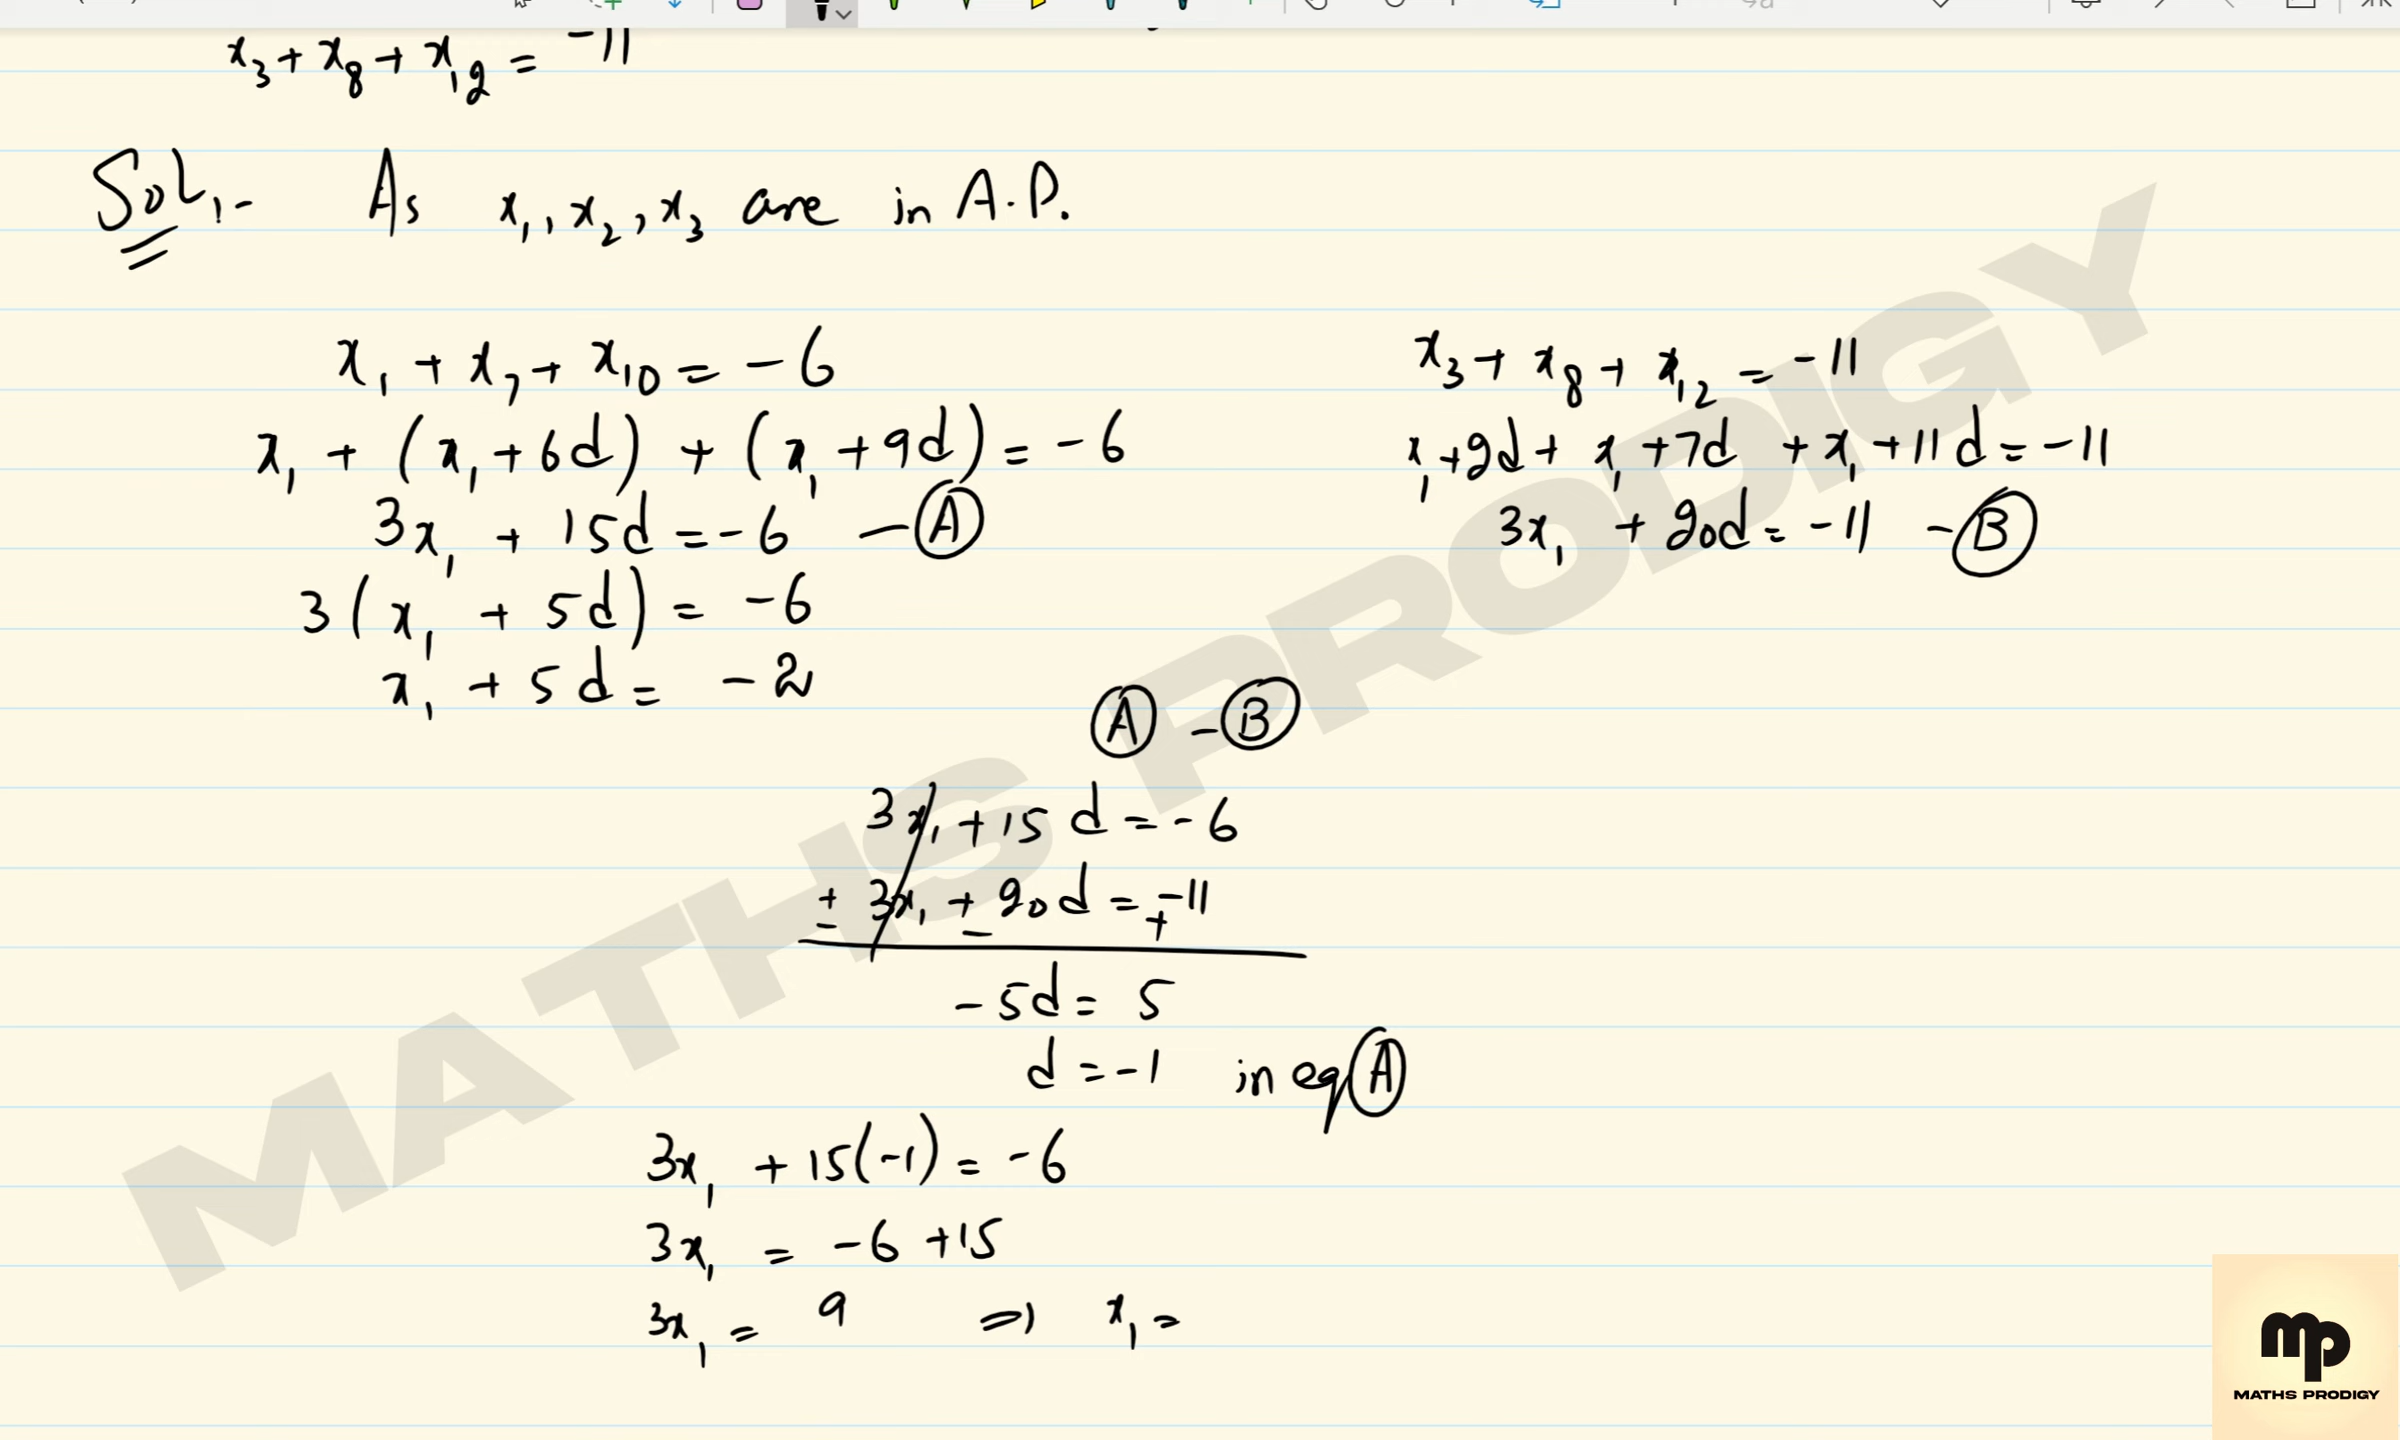 x₃ + x₈ + x₁₂ = -11
Sol:- As x₁, x₂, x₃ are in A.P.
x₁ + x₇ + x₁₀ = -6
x₁ + (x₁ + 6d) + (x₁ + 9d) = -6
3x₁ + 15d = -6 - Ⓐ
3(x₁ + 5d) = -6
x₁ + 5d = -2
x₃ + x₈ + x₁₂ = -11
x₁ + 2d + x₁ + 7d + x₁ + 11d = -11
3x₁ + 20d = -11 - Ⓑ
Ⓐ - Ⓑ
3x₁ + 15d = -6
± 3x₁ ± 20d = -11
+
-5d = 5
d = -1 in eq Ⓐ
3x₁ + 15(-1) = -6
3x₁ = -6 + 15
3x₁ = 9 ⇒ x₁ =
MATHS PRODIGY
mp
MATHS PRODIGY